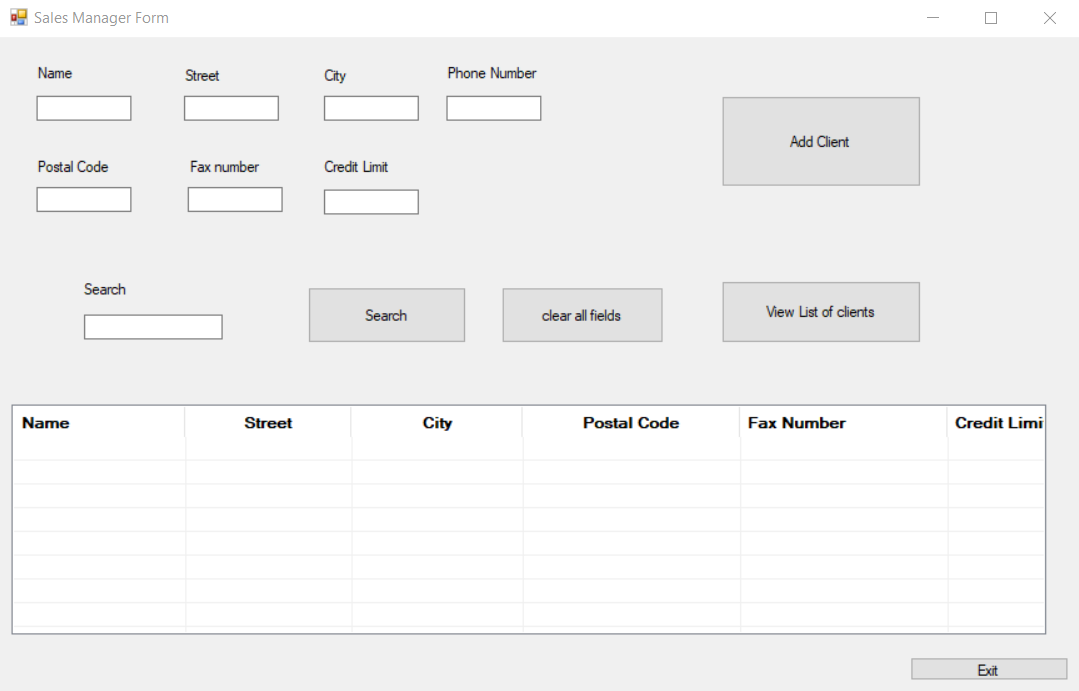 Sales Manager Form
Name Street City Phone Number
Add Client
Postal Code Fax number Credit Limit
Search
Search clear all fields View List of clients
Name Street City Postal Code Fax Number Credit Limi
Exit